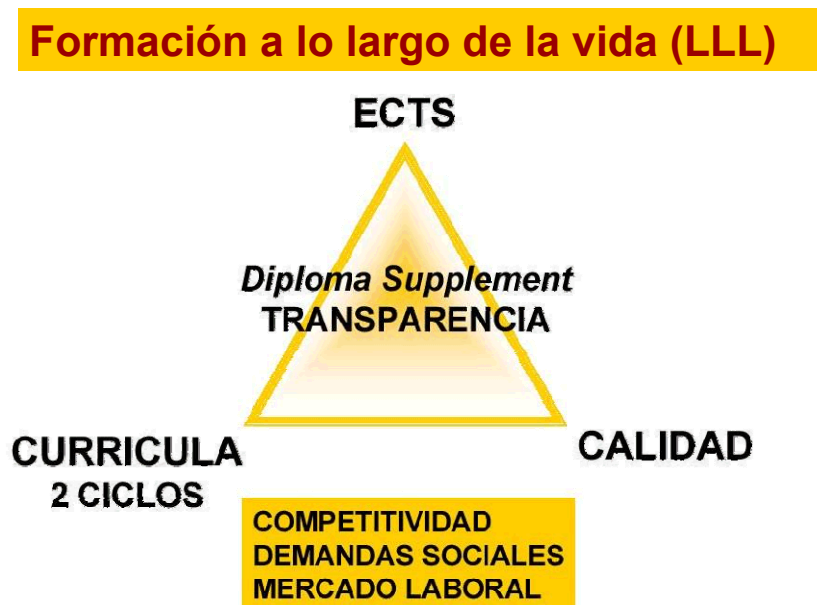 Formación a lo largo de la vida (LLL)
ECTS
Diploma Supplement
TRANSPARENCIA
CURRICULA
2 CICLOS
CALIDAD
COMPETITIVIDAD
DEMANDAS SOCIALES
MERCADO LABORAL